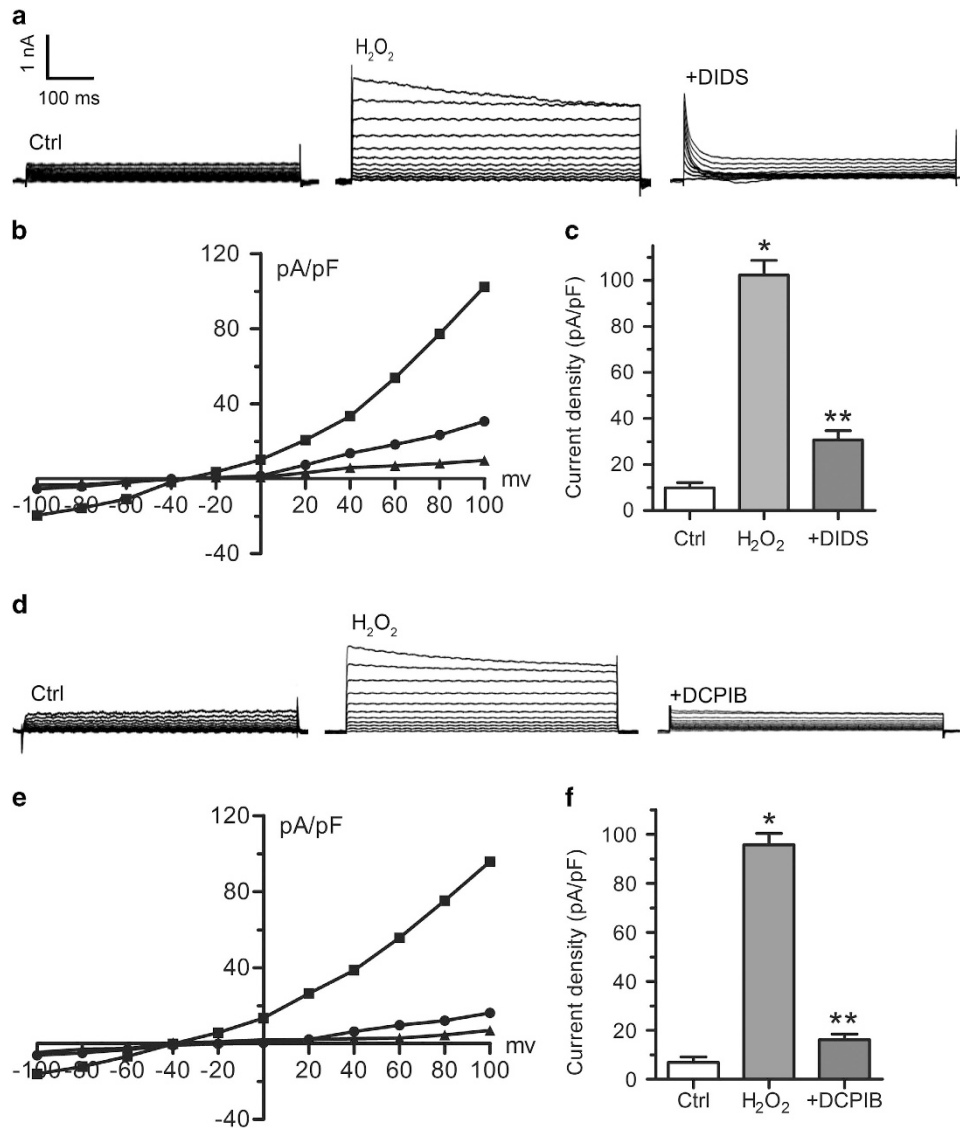 a
1 nA
100 ms
Ctrl
H₂O₂
+DIDS
b
120
pA/pF
80
40
-100 -80 -60 -40 -20 0 20 40 60 80 100
mv
-40
c
Current density (pA/pF)
100
80
60
40
20
0
*
**
Ctrl H₂O₂ +DIDS
d
Ctrl
H₂O₂
+DCPIB
e
120
pA/pF
80
40
-100 -80 -60 -40 -20 0 20 40 60 80 100
mv
-40
f
Current density (pA/pF)
100
80
60
40
20
0
*
**
Ctrl H₂O₂ +DCPIB